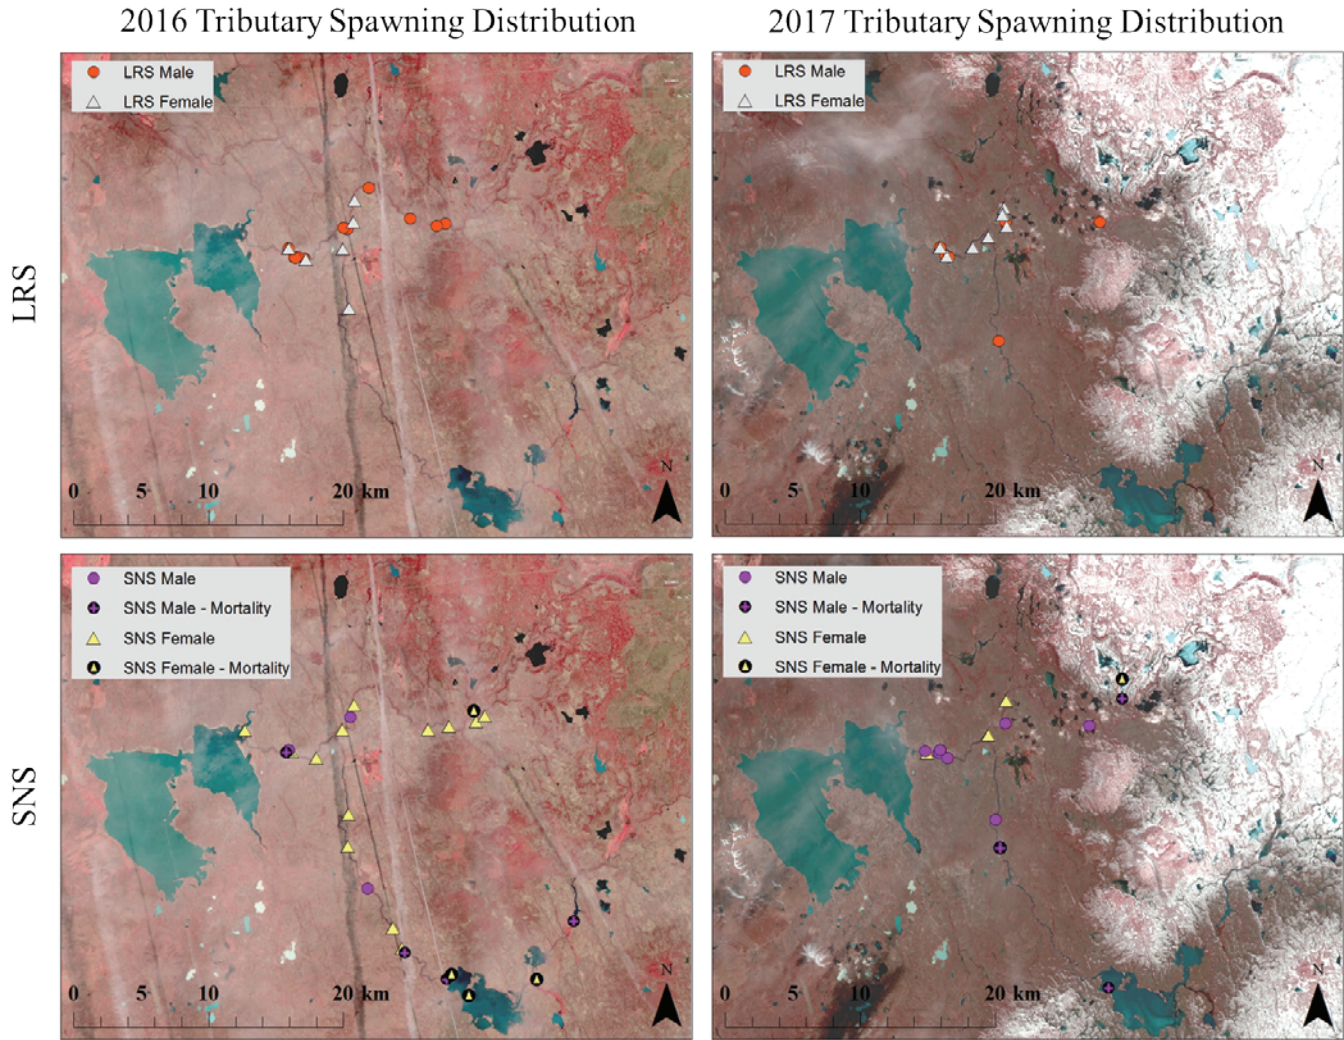 2016 Tributary Spawning Distribution
2017 Tributary Spawning Distribution
LRS
LRS Male
LRS Female
N
0 5 10 20 km
LRS Male
LRS Female
N
0 5 10 20 km
SNS
SNS Male
SNS Male - Mortality
SNS Female
SNS Female - Mortality
N
0 5 10 20 km
SNS Male
SNS Male - Mortality
SNS Female
SNS Female - Mortality
N
0 5 10 20 km